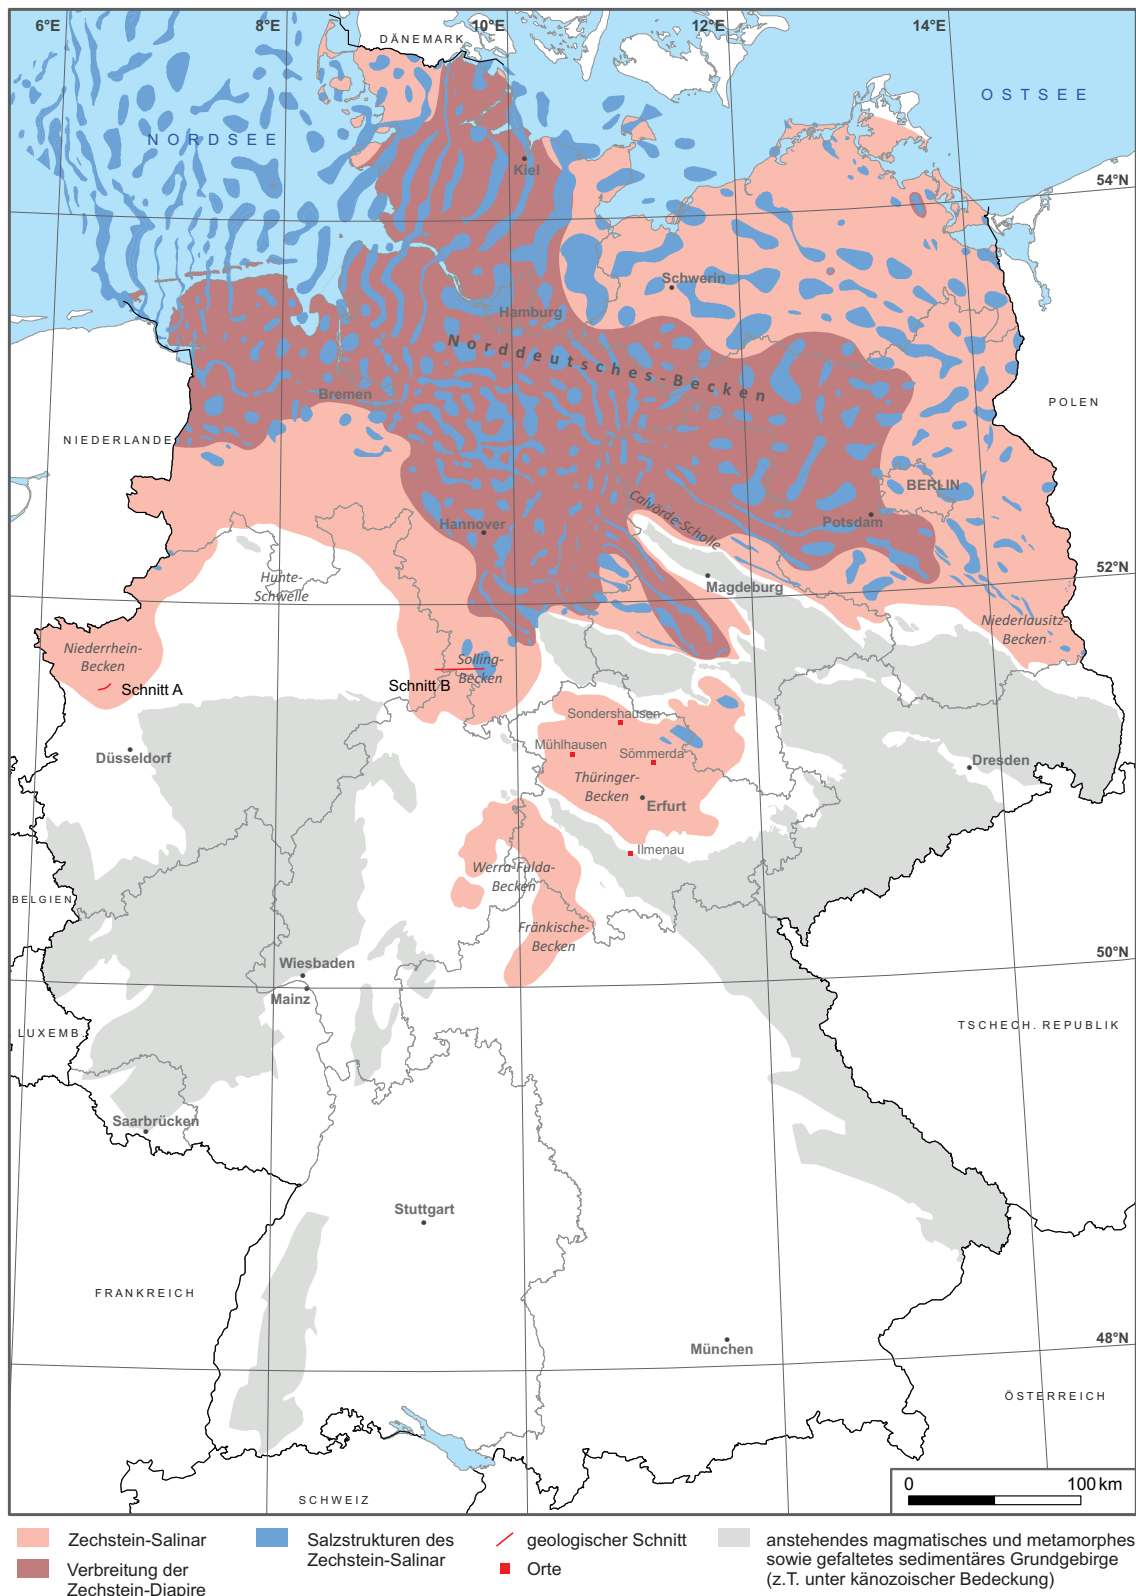 6°E 8°E 10°E 12°E 14°E
DÄNEMARK
OSTSEE
NORDSEE
Kiel
54°N
Schwerin
Hamburg
Norddeutsches-Becken
Bremen
POLEN
NIEDERLANDE
BERLIN
Calvörde-Scholle
Hannover
Potsdam
52°N
Hunte-
Schwelle
Magdeburg
Niederlausitz-
Becken
Niederrhein-
Becken
Solling-
Becken
Schnitt A
Schnitt B
Sondershausen
Mühlhausen
Sömmerda
Düsseldorf
Dresden
Thüringer-
Becken
Erfurt
Ilmenau
Werra-Fulda-
Becken
BELGIEN
Fränkische-
Becken
50°N
Wiesbaden
Mainz
LUXEMB.
TSCHECH. REPUBLIK
Saarbrücken
Stuttgart
FRANKREICH
48°N
München
ÖSTERREICH
SCHWEIZ
0 100 km
Zechstein-Salinar
Verbreitung der
Zechstein-Diapire
Salzstrukturen des
Zechstein-Salinar
geologischer Schnitt
Orte
anstehendes magmatisches und metamorphes
sowie gefaltetes sedimentäres Grundgebirge
(z.T. unter känozoischer Bedeckung)